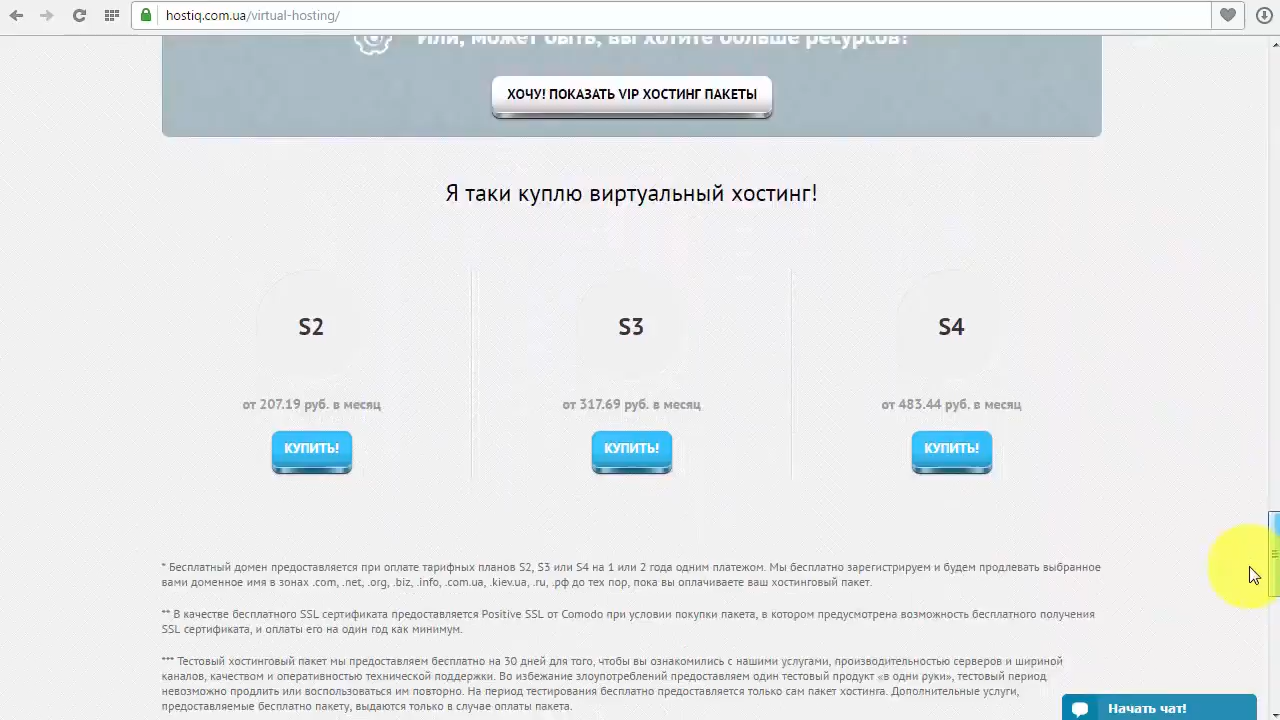 hostiq.com.ua/virtual-hosting/
Или, может быть, вы хотите больше ресурсов?
ХОЧУ! ПОКАЗАТЬ VIP ХОСТИНГ ПАКЕТЫ
Я таки куплю виртуальный хостинг!
S2 S3 S4
от 207.19 руб. в месяц от 317.69 руб. в месяц от 483.44 руб. в месяц
КУПИТЬ! КУПИТЬ! КУПИТЬ!
* Бесплатный домен предоставляется при оплате тарифных планов S2, S3 или S4 на 1 или 2 года одним платежом. Мы бесплатно зарегистрируем и будем продлевать выбранное
вами доменное имя в зонах .com, .net, .org, .biz, .info, .com.ua, .kiev.ua, .ru, .рф до тех пор, пока вы оплачиваете ваш хостинговый пакет.
** В качестве бесплатного SSL сертификата предоставляется Positive SSL от Comodo при условии покупки пакета, в котором предусмотрена возможность бесплатного получения
SSL сертификата, и оплаты его на один год как минимум.
*** Тестовый хостинговый пакет мы предоставляем бесплатно на 30 дней для того, чтобы вы ознакомились с нашими услугами, производительностью серверов и шириной
каналов, качеством и оперативностью технической поддержки. Во избежание злоупотреблений предоставляем один тестовый продукт «в одни руки», тестовый период
невозможно продлить или воспользоваться им повторно. На период тестирования бесплатно предоставляется только сам пакет хостинга. Дополнительные услуги,
предоставляемые бесплатно пакету, выдаются только в случае оплаты пакета.
Начать чат!